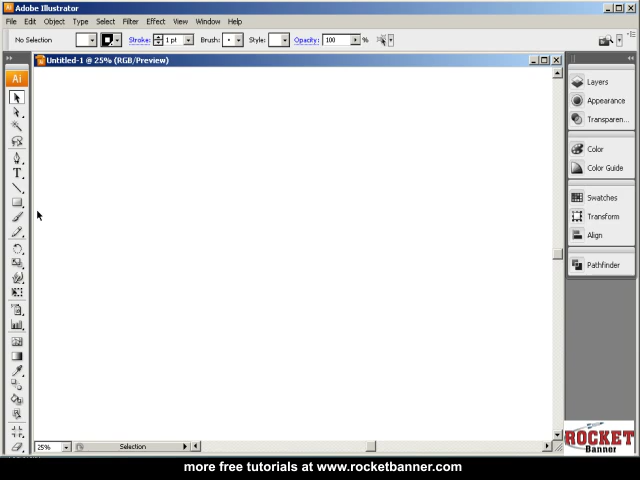 Ai Adobe Illustrator
File Edit Object Type Select Filter Effect View Window Help
No Selection Stroke: 1 pt Brush: Style: Opacity: 100 %
Untitled-1 @ 25% (RGB/Preview)
Ai
T
Layers
Appearance
Transparen...
Color
Color Guide
Swatches
Transform
Align
Pathfinder
25% Selection
ROCKET
Banner
more free tutorials at www.rocketbanner.com